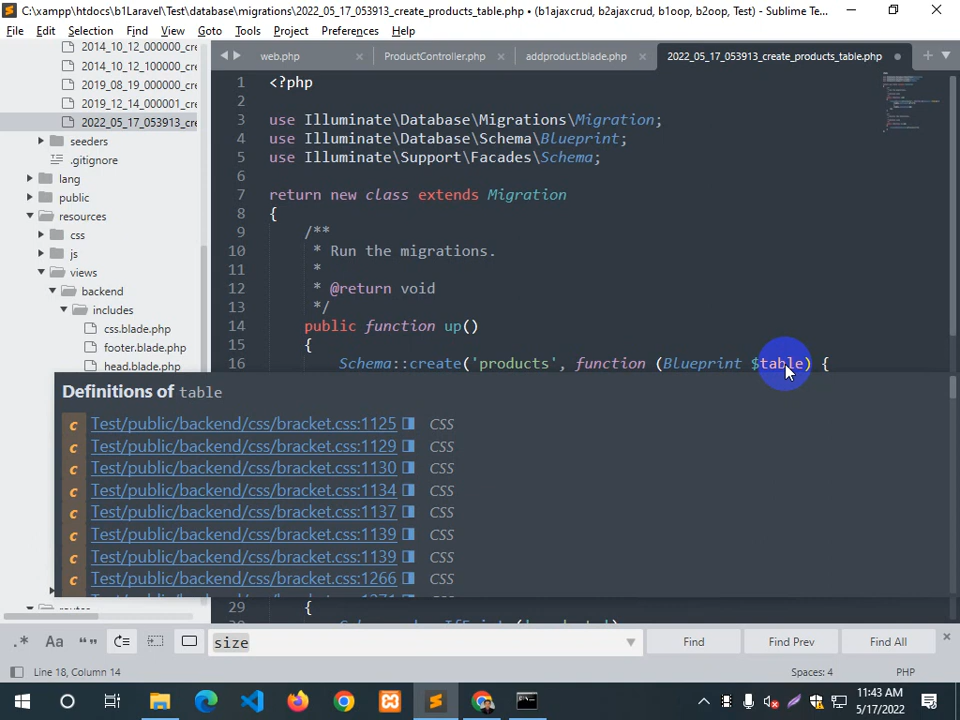 C:\xampp\htdocs\b1Laravel\Test\database\migrations\2022_05_17_053913_create_products_table.php • (b1ajaxcrud, b2ajaxcrud, b1oop, b2oop, Test) - Sublime Te...
File Edit Selection Find View Goto Tools Project Preferences Help
2014_10_12_000000_cre
2014_10_12_100000_cre
2019_08_19_000000_cre
2019_12_14_000001_cre
2022_05_17_053913_cre
seeders
.gitignore
lang
public
resources
css
js
views
backend
includes
css.blade.php
footer.blade.php
head.blade.php
web.php × ProductController.php × addproduct.blade.php × 2022_05_17_053913_create_products_table.php
1 <?php
2
3 use Illuminate\Database\Migrations\Migration;
4 use Illuminate\Database\Schema\Blueprint;
5 use Illuminate\Support\Facades\Schema;
6
7 return new class extends Migration
8 {
9 /**
10 * Run the migrations.
11 *
12 * @return void
13 */
14 public function up()
15 {
16 Schema::create('products', function (Blueprint $table) {
Definitions of table
c Test/public/backend/css/bracket.css:1125 CSS
c Test/public/backend/css/bracket.css:1129 CSS
c Test/public/backend/css/bracket.css:1130 CSS
c Test/public/backend/css/bracket.css:1134 CSS
c Test/public/backend/css/bracket.css:1137 CSS
c Test/public/backend/css/bracket.css:1139 CSS
c Test/public/backend/css/bracket.css:1139 CSS
c Test/public/backend/css/bracket.css:1266 CSS
29 {
.* Aa “” size Find Find Prev Find All ×
Line 18, Column 14 Spaces: 4 PHP
11:43 AM
5/17/2022